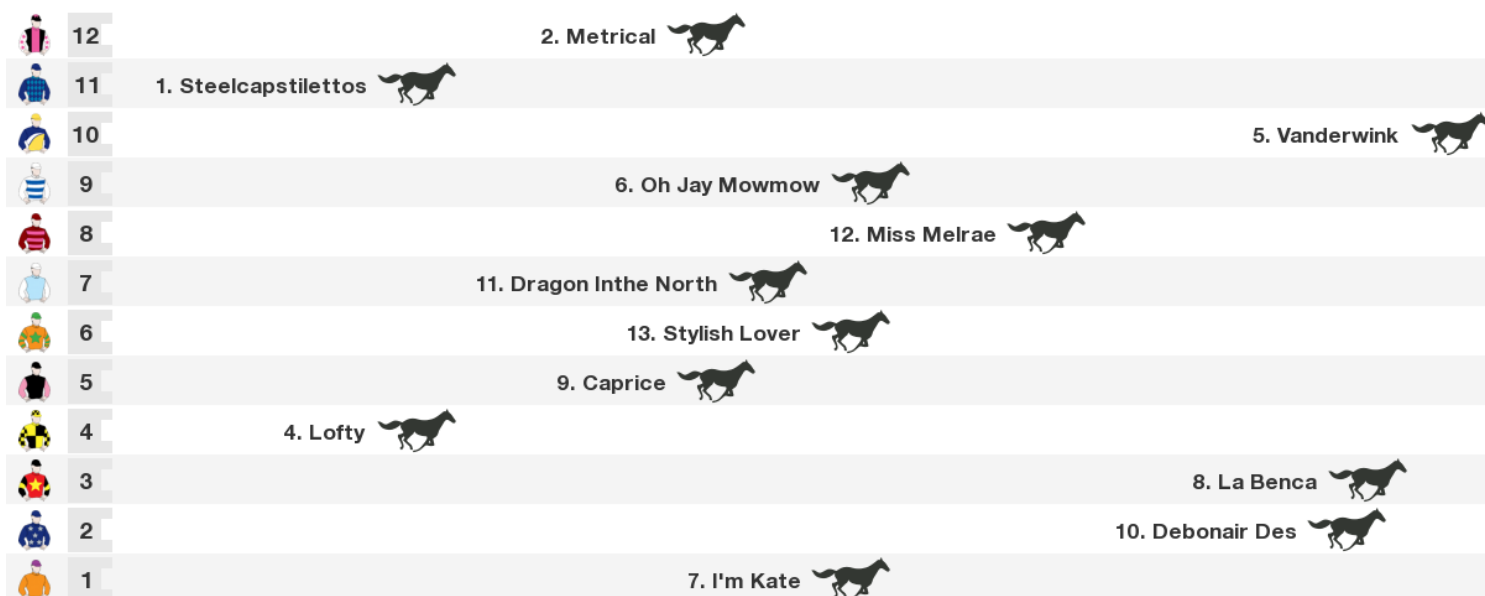 12 2. Metrical
11 1. Steelcapstilettos
10 5. Vanderwink
9 6. Oh Jay Mowmow
8 12. Miss Melrae
7 11. Dragon Inthe North
6 13. Stylish Lover
5 9. Caprice
4 4. Lofty
3 8. La Benca
2 10. Debonair Des
1 7. I'm Kate